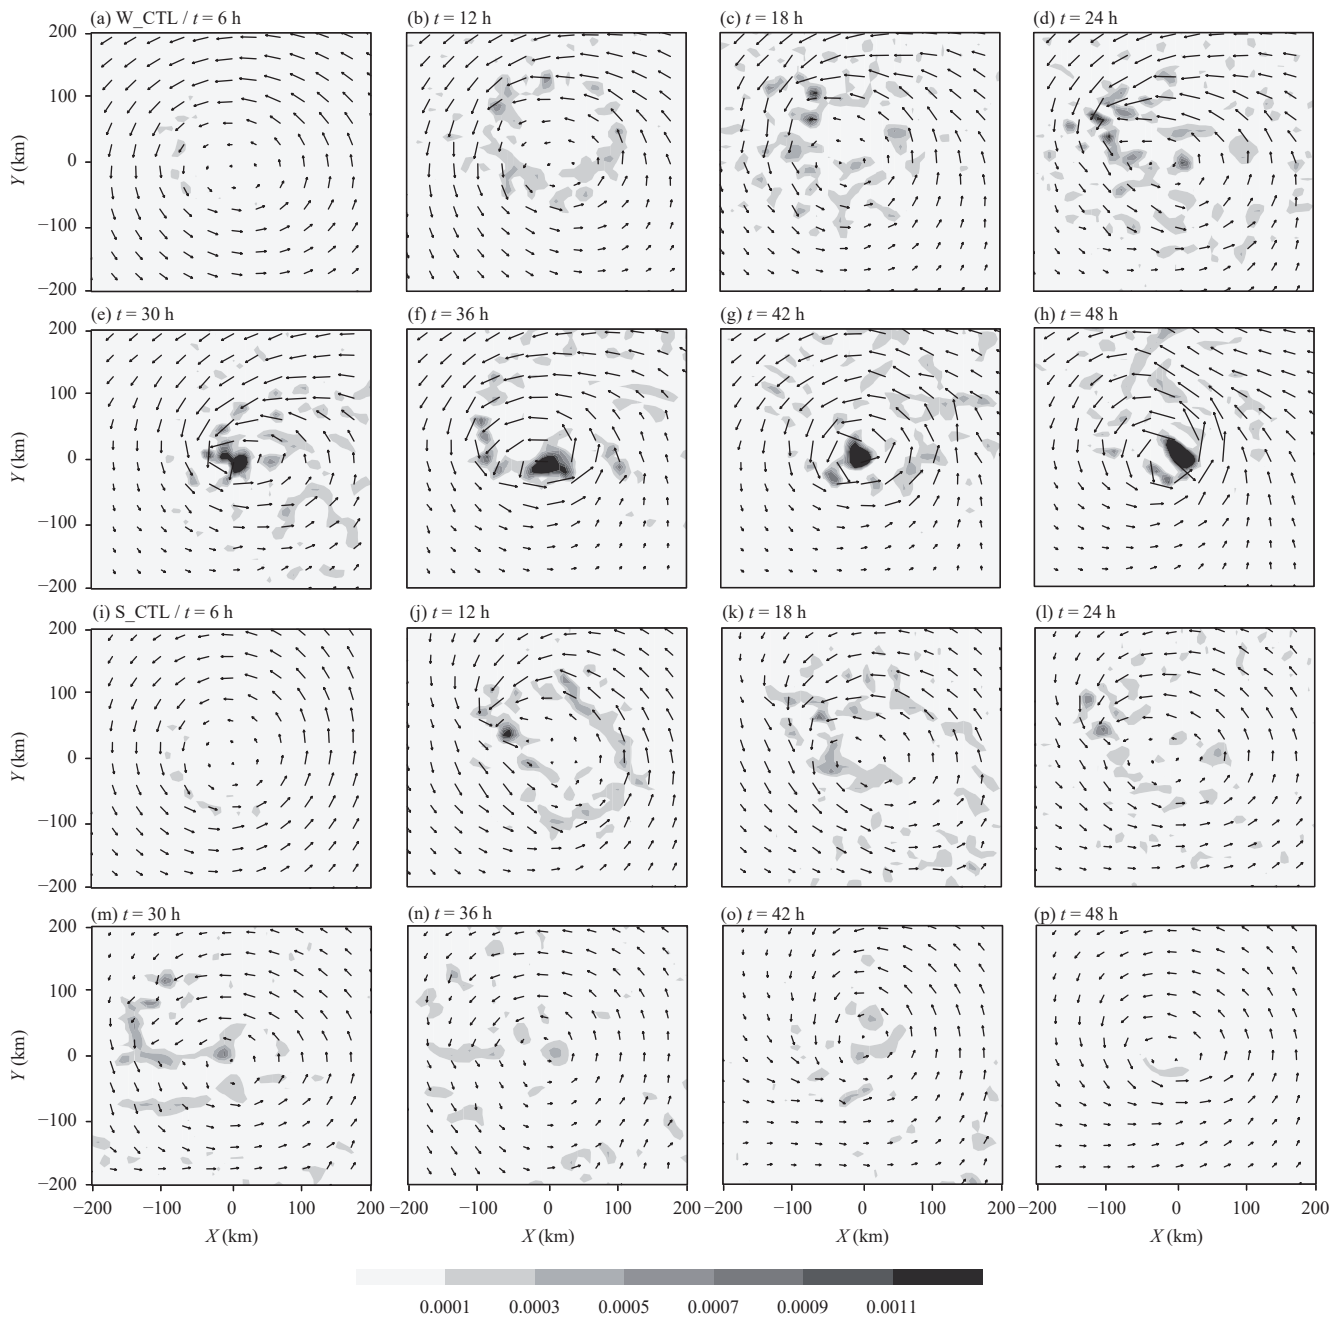 (a) W_CTL / t = 6 h (b) t = 12 h (c) t = 18 h (d) t = 24 h
200
100
0
−100
−200
Y (km)
(e) t = 30 h (f) t = 36 h (g) t = 42 h (h) t = 48 h
200
100
0
−100
−200
Y (km)
(i) S_CTL / t = 6 h (j) t = 12 h (k) t = 18 h (l) t = 24 h
200
100
0
−100
−200
Y (km)
(m) t = 30 h (n) t = 36 h (o) t = 42 h (p) t = 48 h
200
100
0
−100
−200
Y (km)
−200 −100 0 100 200 −100 0 100 200 −200 −100 0 100 200 −200 −100 0 100 200
X (km) X (km) X (km) X (km)
0.0001 0.0003 0.0005 0.0007 0.0009 0.0011